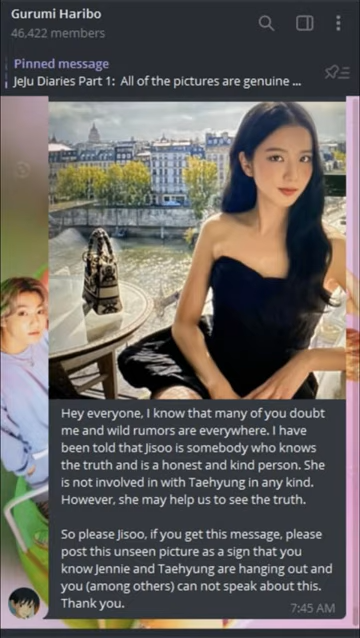 Gurumi Haribo
46,422 members
Pinned message
JeJu Diaries Part 1: All of the pictures are genuine ...
Hey everyone, I know that many of you doubt
me and wild rumors are everywhere. I have
been told that Jisoo is somebody who knows
the truth and is a honest and kind person. She
is not involved in with Taehyung in any kind.
However, she may help us to see the truth.
So please Jisoo, if you get this message, please
post this unseen picture as a sign that you
know Jennie and Taehyung are hanging out and
you (among others) can not speak about this.
Thank you.
7:45 AM